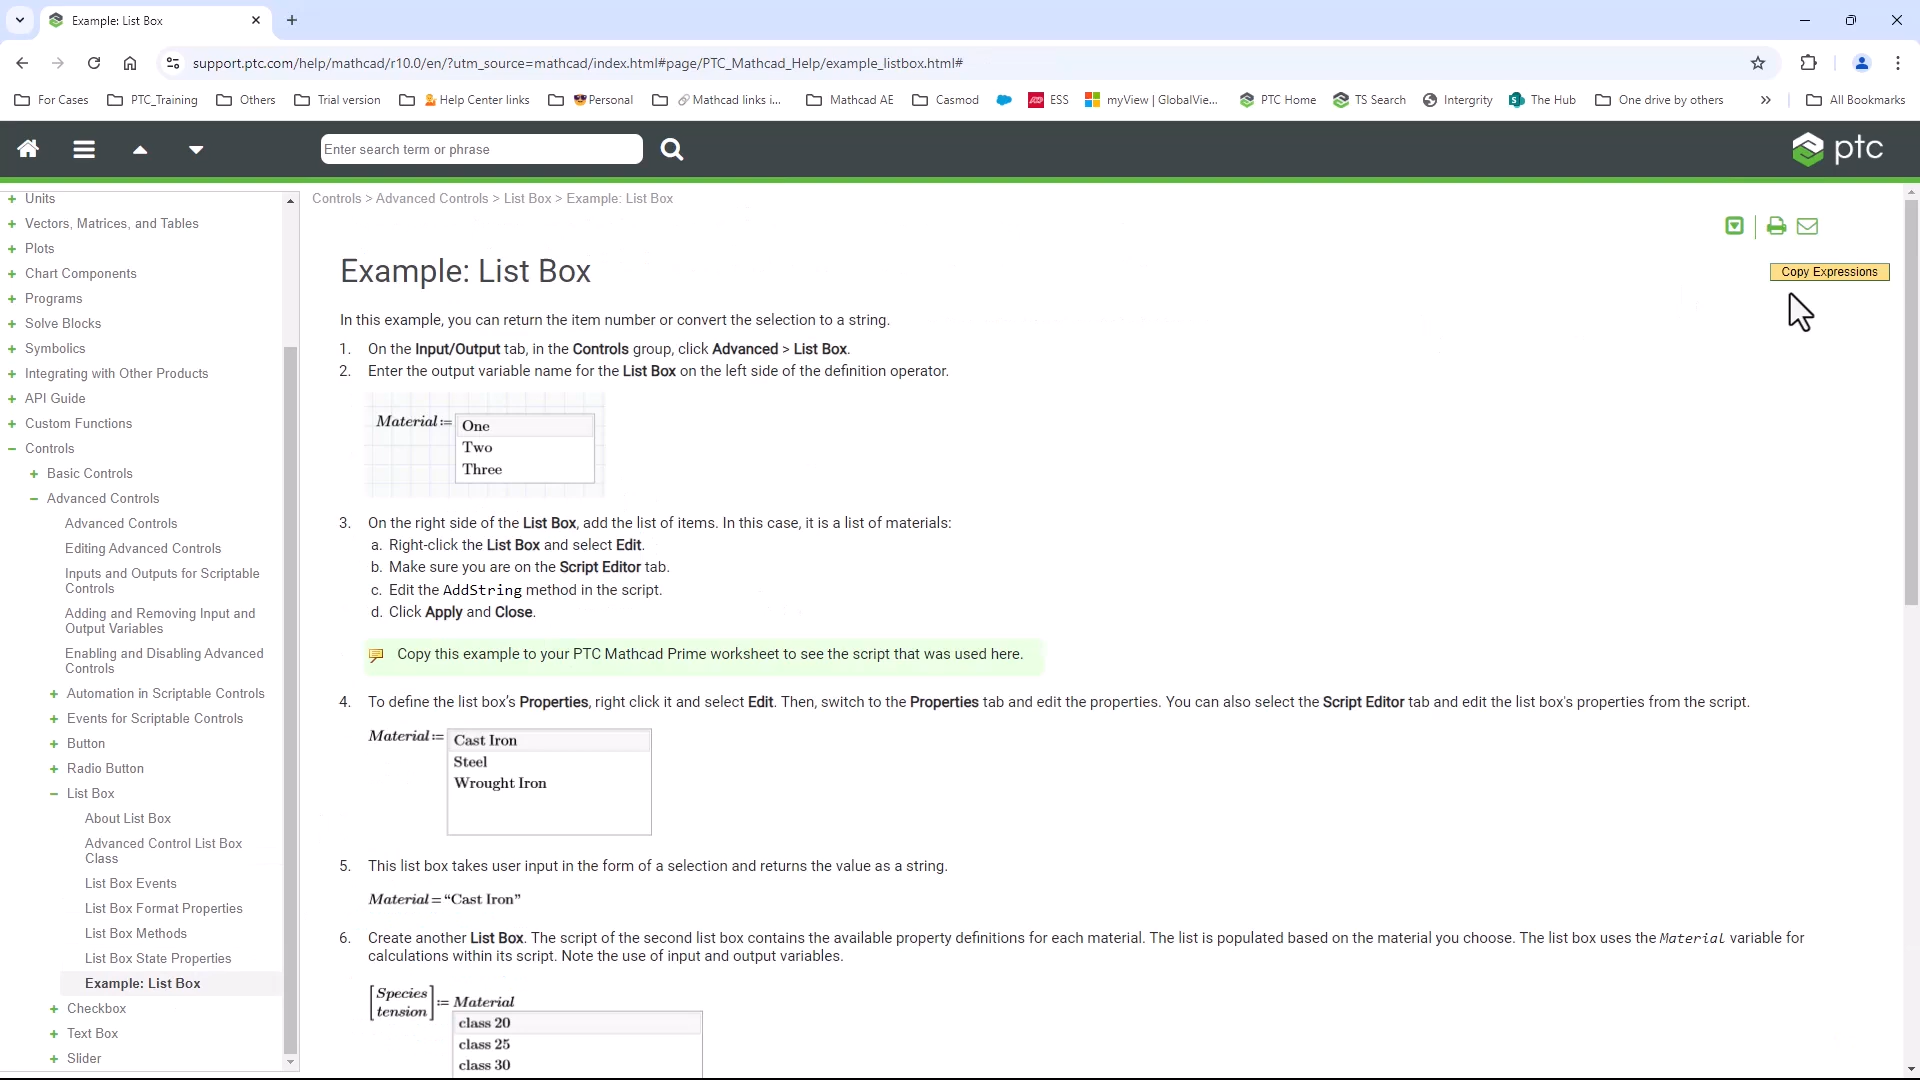 Example: List Box
support.ptc.com/help/mathcad/r10.0/en/?utm_source=mathcad/index.html#page/PTC_Mathcad_Help/example_listbox.html#
For Cases
PTC_Training
Others
Trial version
Help Center links
Personal
Mathcad links i...
Mathcad AE
Casmod
ESS
myView | GlobalVie...
PTC Home
TS Search
Intergrity
The Hub
One drive by others
»
All Bookmarks
Enter search term or phrase
ptc
Units
Vectors, Matrices, and Tables
Plots
Chart Components
Programs
Solve Blocks
Symbolics
Integrating with Other Products
API Guide
Custom Functions
Controls
Basic Controls
Advanced Controls
Advanced Controls
Editing Advanced Controls
Inputs and Outputs for Scriptable
Controls
Adding and Removing Input and
Output Variables
Enabling and Disabling Advanced
Controls
Automation in Scriptable Controls
Events for Scriptable Controls
Button
Radio Button
List Box
About List Box
Advanced Control List Box
Class
List Box Events
List Box Format Properties
List Box Methods
List Box State Properties
Example: List Box
Checkbox
Text Box
Slider
Controls > Advanced Controls > List Box > Example: List Box
Example: List Box
Copy Expressions
In this example, you can return the item number or convert the selection to a string.
1. On the Input/Output tab, in the Controls group, click Advanced > List Box.
2. Enter the output variable name for the List Box on the left side of the definition operator.
Material:= One
Two
Three
3. On the right side of the List Box, add the list of items. In this case, it is a list of materials:
a. Right-click the List Box and select Edit.
b. Make sure you are on the Script Editor tab.
c. Edit the AddString method in the script.
d. Click Apply and Close.
Copy this example to your PTC Mathcad Prime worksheet to see the script that was used here.
4. To define the list box's Properties, right click it and select Edit. Then, switch to the Properties tab and edit the properties. You can also select the Script Editor tab and edit the list box's properties from the script.
Material:= Cast Iron
Steel
Wrought Iron
5. This list box takes user input in the form of a selection and returns the value as a string.
Material=“Cast Iron”
6. Create another List Box. The script of the second list box contains the available property definitions for each material. The list is populated based on the material you choose. The list box uses the Material variable for
calculations within its script. Note the use of input and output variables.
[Species
tension] := Material
class 20
class 25
class 30